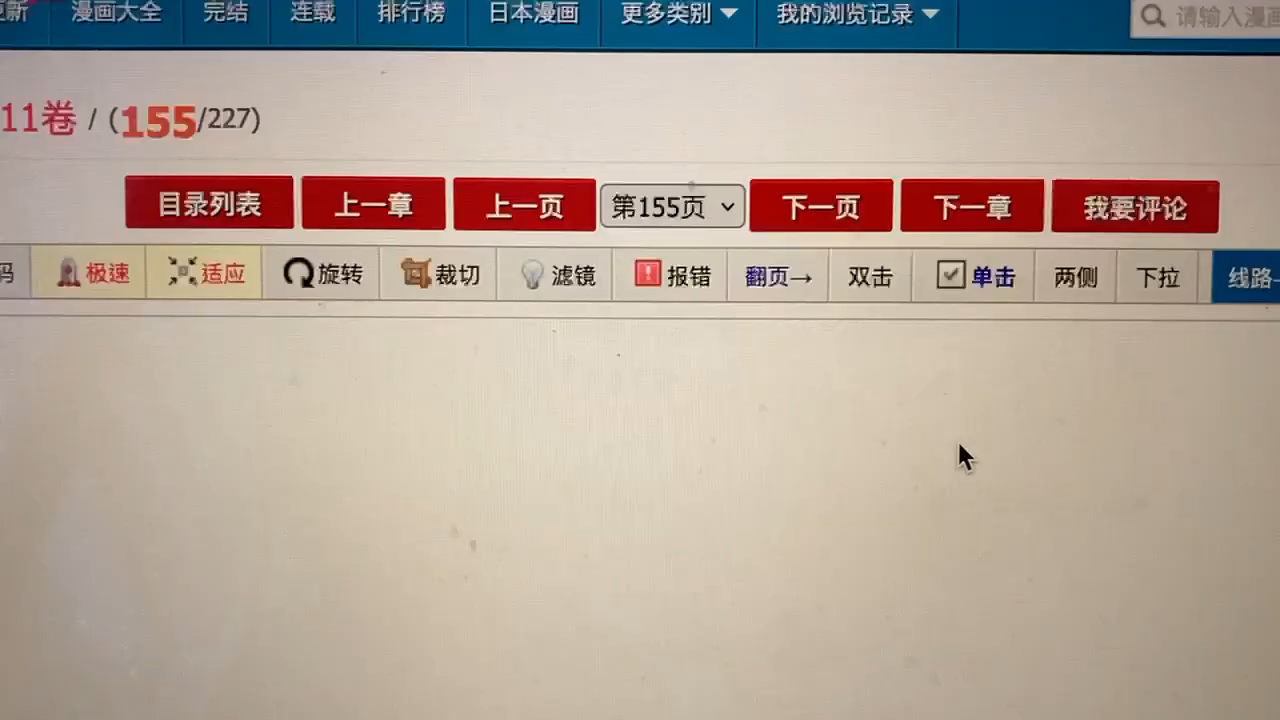 更新 漫画大全 完结 连载 排行榜 日本漫画 更多类别 我的浏览记录 请输入漫画
11卷 / (155/227)
目录列表 上一章 上一页 第155页 下一页 下一章 我要评论
码 极速 适应 旋转 裁切 滤镜 报错 翻页→ 双击 单击 两侧 下拉 线路